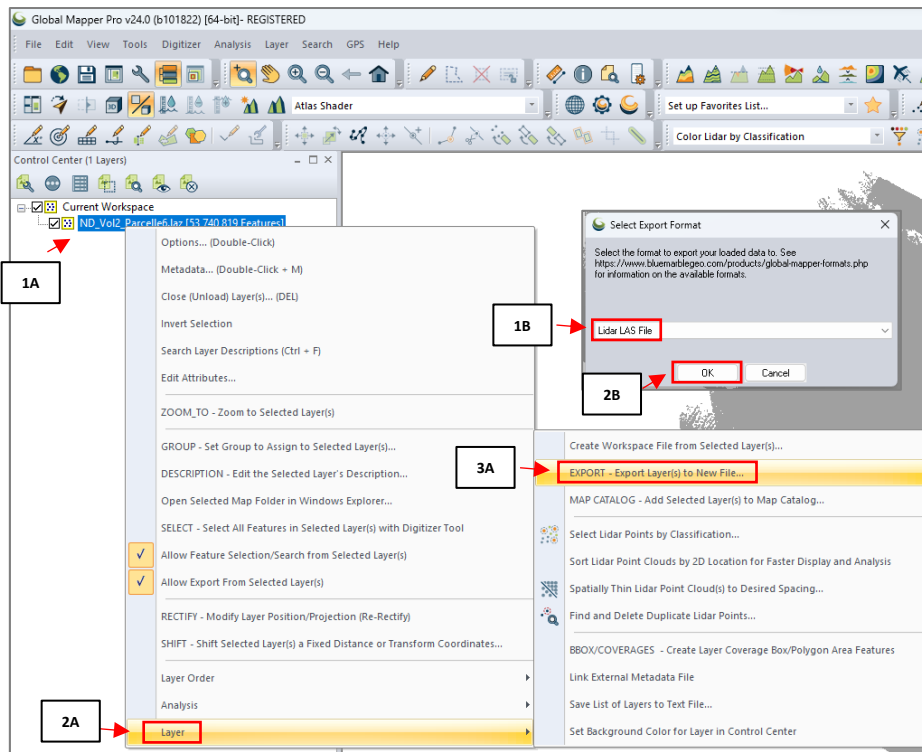 Global Mapper Pro v24.0 (b101822) [64-bit]- REGISTERED
File Edit View Tools Digitizer Analysis Layer Search GPS Help
Atlas Shader
Set up Favorites List...
Color Lidar by Classification
Control Center (1 Layers)
Current Workspace
ND_Vol2_Parcelle6.laz [53,740,819 Features]
1A
Options... (Double-Click)
Metadata... (Double-Click + M)
Close (Unload) Layer(s)... (DEL)
Invert Selection
Search Layer Descriptions (Ctrl + F)
Edit Attributes...
ZOOM_TO - Zoom to Selected Layer(s)
GROUP - Set Group to Assign to Selected Layer(s)...
DESCRIPTION - Edit the Selected Layer's Description...
Open Selected Map Folder in Windows Explorer...
SELECT - Select All Features in Selected Layer(s) with Digitizer Tool
Allow Feature Selection/Search from Selected Layer(s)
Allow Export From Selected Layer(s)
RECTIFY - Modify Layer Position/Projection (Re-Rectify)
SHIFT - Shift Selected Layer(s) a Fixed Distance or Transform Coordinates...
Layer Order
Analysis
2A
Layer
Select Export Format
Select the format to export your loaded data to. See
https://www.bluemarblegeo.com/products/global-mapper-formats.php
for information on the available formats.
1B
Lidar LAS File
2B
OK Cancel
Create Workspace File from Selected Layer(s)...
3A
EXPORT - Export Layer(s) to New File...
MAP CATALOG - Add Selected Layer(s) to Map Catalog...
Select Lidar Points by Classification...
Sort Lidar Point Clouds by 2D Location for Faster Display and Analysis
Spatially Thin Lidar Point Cloud(s) to Desired Spacing...
Find and Delete Duplicate Lidar Points...
BBOX/COVERAGES - Create Layer Coverage Box/Polygon Area Features
Link External Metadata File
Save List of Layers to Text File...
Set Background Color for Layer in Control Center